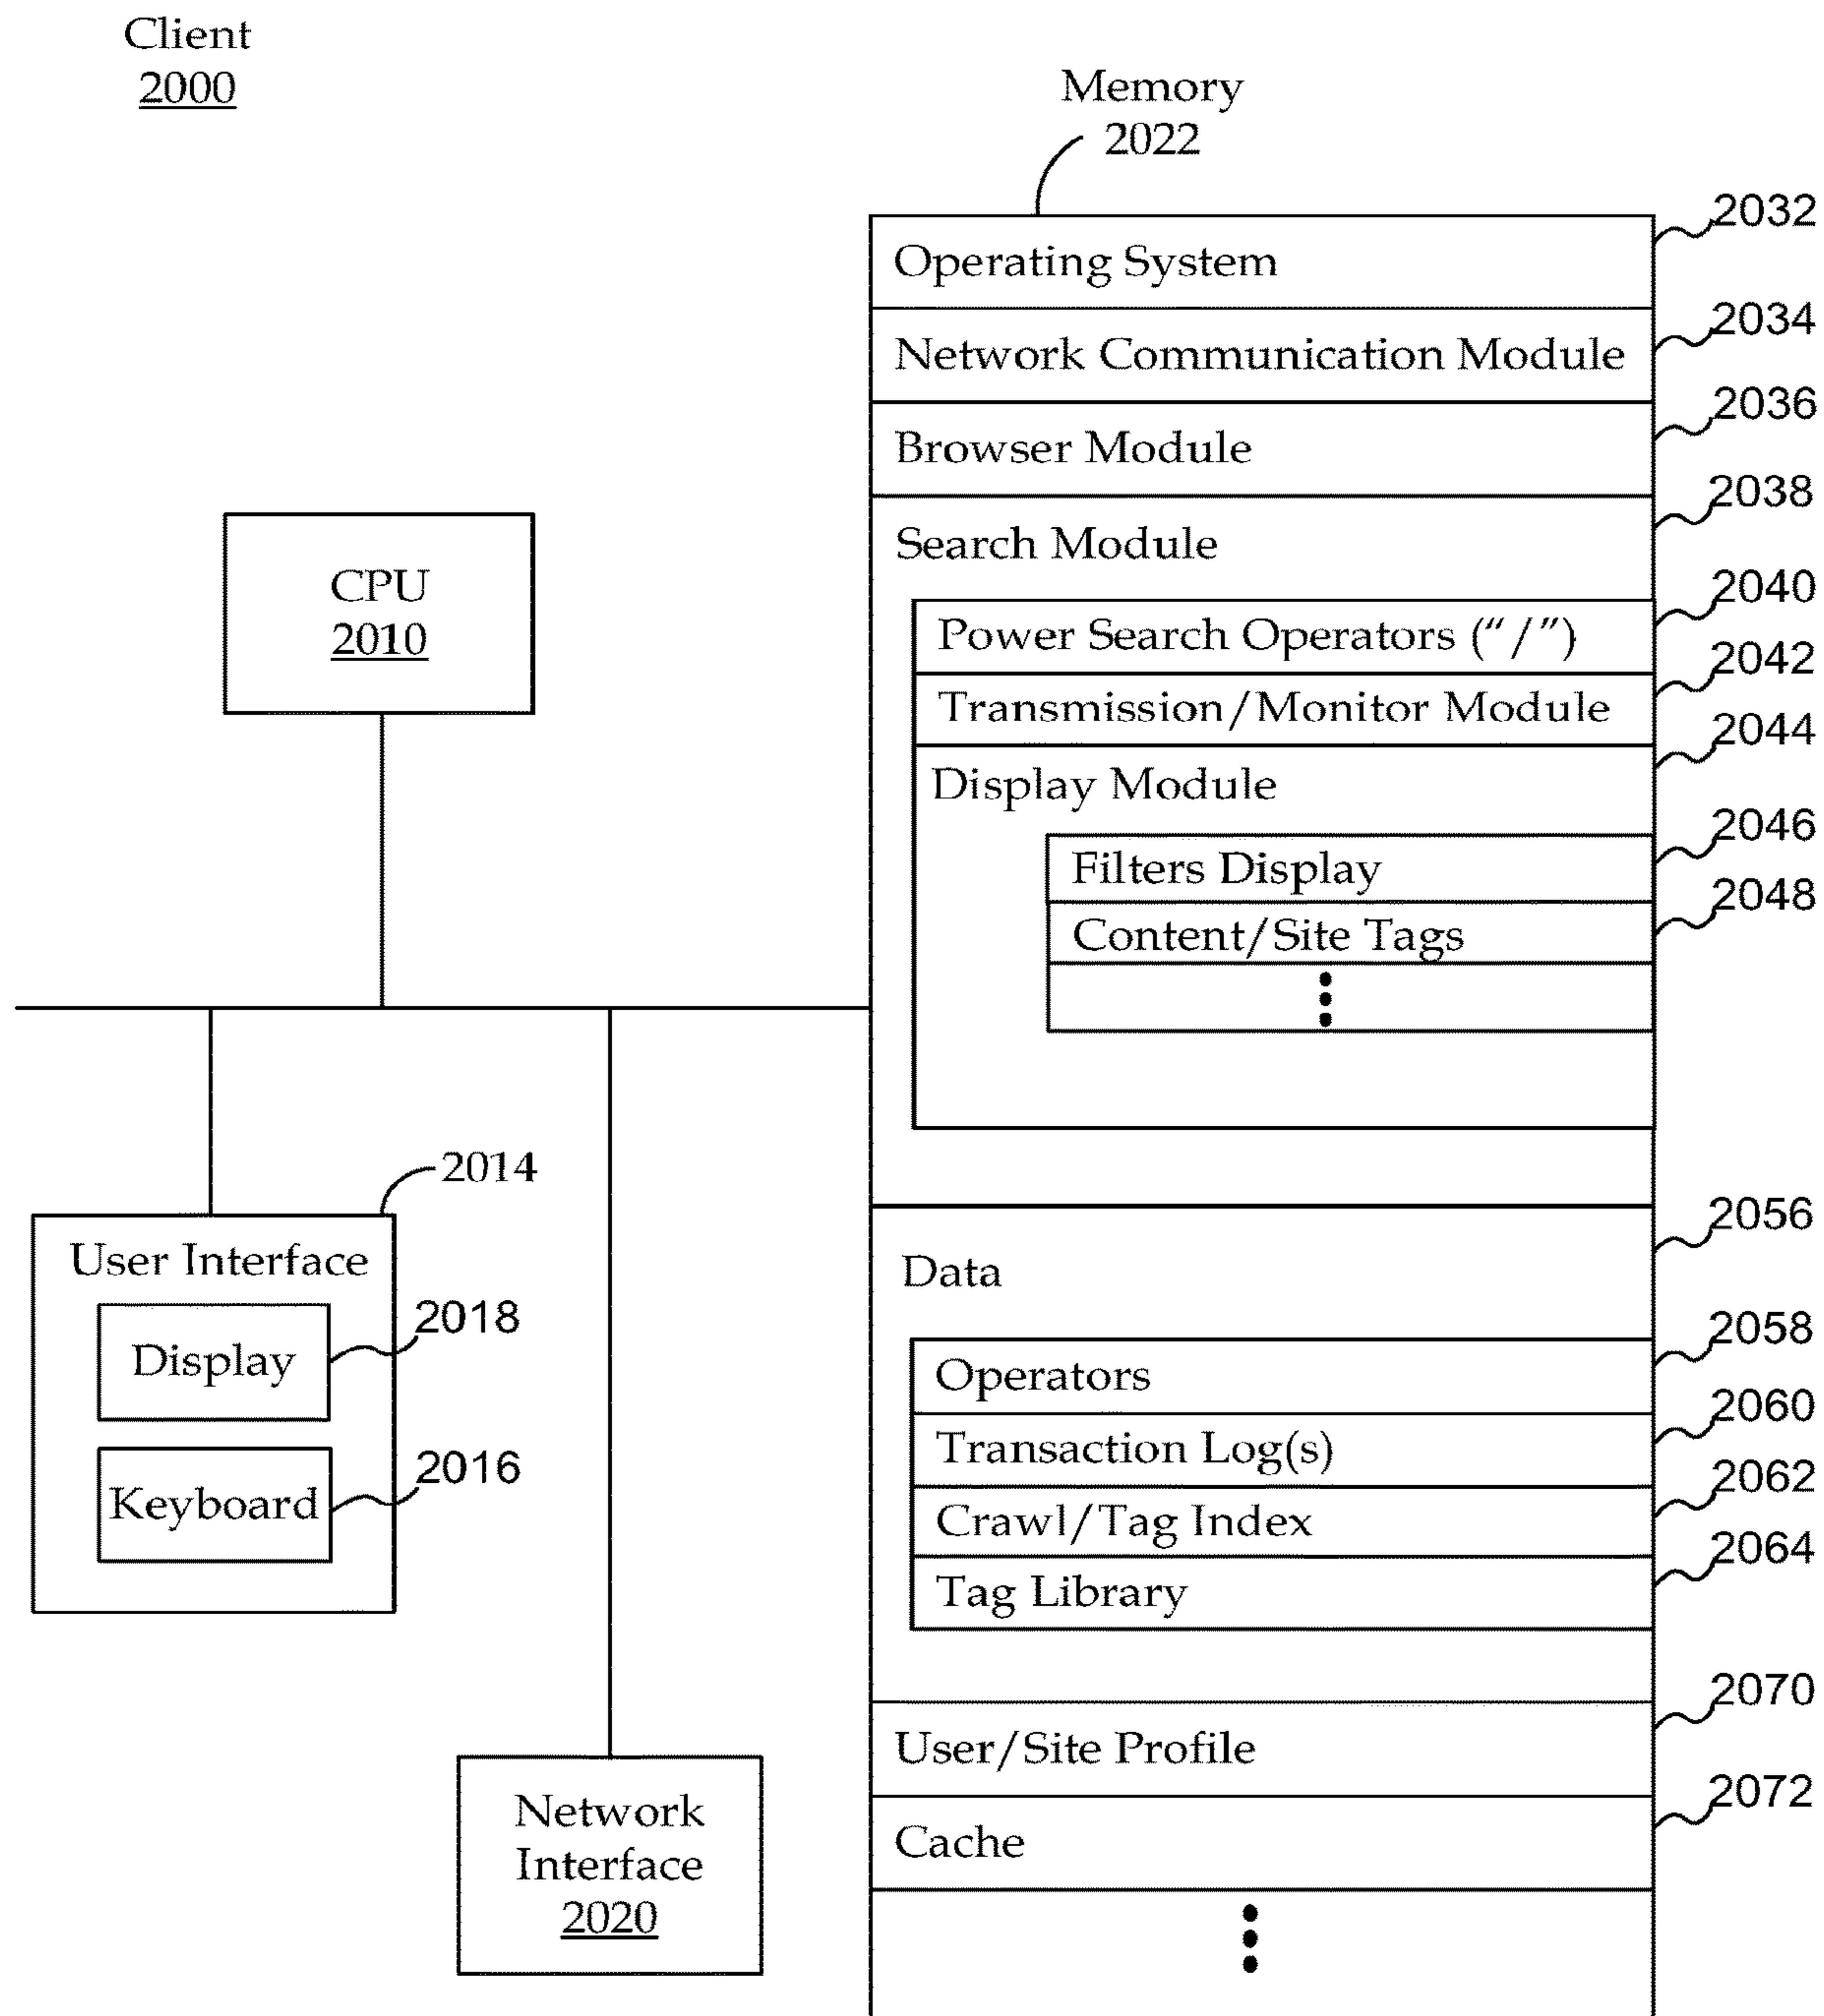 Client
2000
Memory
2022
Operating System
2032
Network Communication Module
2034
Browser Module
2036
Search Module
2038
Power Search Operators (“/”)
2040
Transmission/Monitor Module
2042
Display Module
2044
Filters Display
2046
Content/Site Tags
2048
CPU
2010
2014
User Interface
Display
2018
Keyboard
2016
Network
Interface
2020
Data
2056
Operators
2058
Transaction Log(s)
2060
Crawl/Tag Index
2062
Tag Library
2064
User/Site Profile
2070
Cache
2072